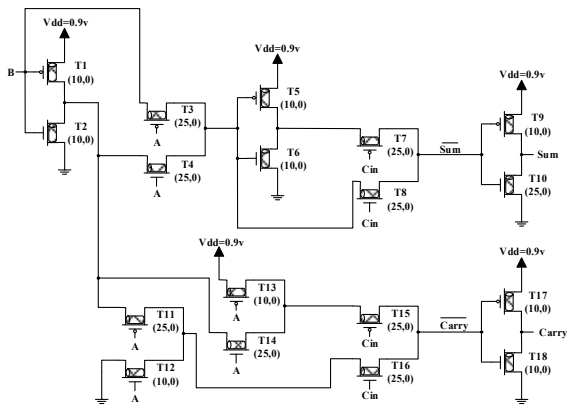 Vdd=0.9v
B
T1
(10,0)
T2
(10,0)
T3
(25,0)
A
T4
(25,0)
A
Vdd=0.9v
T5
(10,0)
T6
(10,0)
T7
(25,0)
Cin
T8
(25,0)
Cin
Sum
Vdd=0.9v
T9
(10,0)
Sum
T10
(25,0)
Vdd=0.9v
T13
(10,0)
A
T14
(25,0)
A
T11
(25,0)
A
T12
(10,0)
A
T15
(25,0)
Cin
T16
(25,0)
Cin
Carry
Vdd=0.9v
T17
(10,0)
Carry
T18
(10,0)